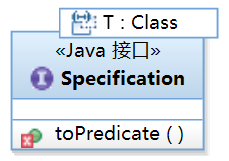 T : Class
«Java 接口»
Specification
toPredicate ( )